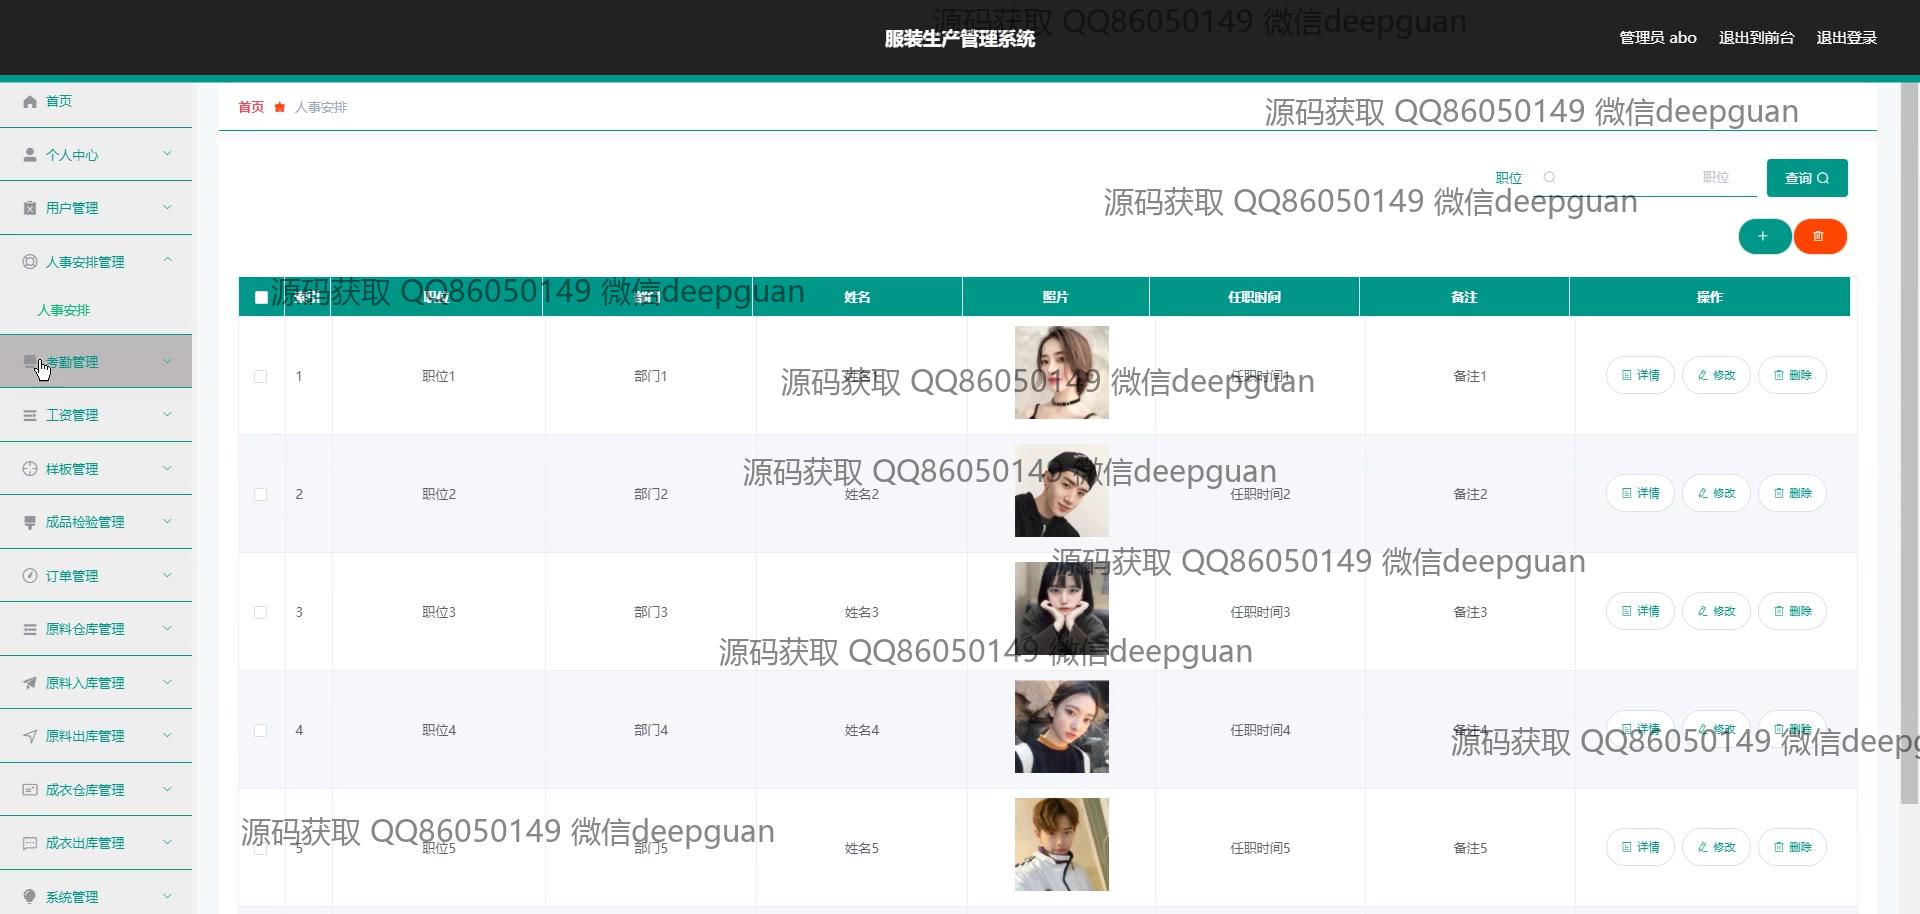 源码获取 QQ86050149 微信deepguan
服装生产管理系统
管理员 abo 退出到前台 退出登录
首页
首页 人事安排
源码获取 QQ86050149 微信deepguan
个人中心
职位 职位 查询
源码获取 QQ86050149 微信deepguan
用户管理
人事安排管理
源码获取 QQ86050149 微信deepguan
索引 职位 部门 姓名 照片 任职时间 备注 操作
人事安排
考勤管理
1 职位1 部门1 姓名1 任职时间1 备注1 详情 修改 删除
源码获取 QQ86050149 微信deepguan
工资管理
样板管理
源码获取 QQ86050149 微信deepguan
2 职位2 部门2 姓名2 任职时间2 备注2 详情 修改 删除
成品检验管理
源码获取 QQ86050149 微信deepguan
订单管理
3 职位3 部门3 姓名3 任职时间3 备注3 详情 修改 删除
原料仓库管理
源码获取 QQ86050149 微信deepguan
原料入库管理
4 职位4 部门4 姓名4 任职时间4 备注4 详情 修改 删除
原料出库管理
源码获取 QQ86050149 微信deepg
成衣仓库管理
源码获取 QQ86050149 微信deepguan
成衣出库管理
5 职位5 部门5 姓名5 任职时间5 备注5 详情 修改 删除
系统管理